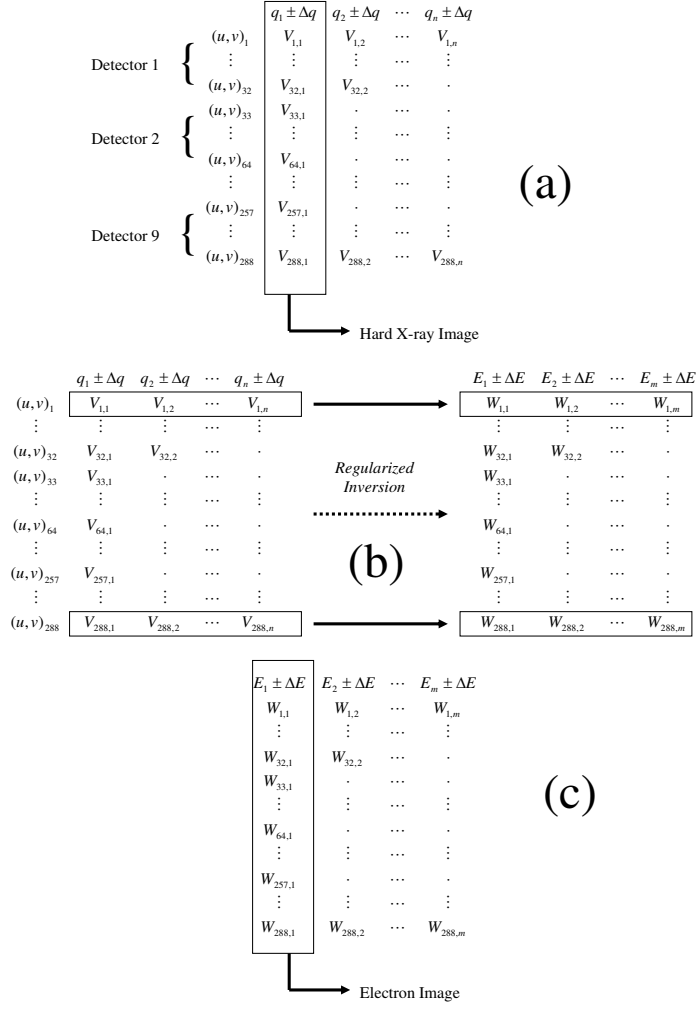 q₁ ± Δq q₂ ± Δq ⋯ qₙ ± Δq
(u,v)₁ V₁,₁ V₁,₂ ⋯ V₁,ₙ
⋮ ⋮ ⋮ ⋯ ⋮
Detector 1 {
(u,v)₃₂ V₃₂,₁ V₃₂,₂ ⋯ ·
(u,v)₃₃ V₃₃,₁ · ⋯ ·
Detector 2 { ⋮ ⋮ ⋮ ⋯ ⋮
(u,v)₆₄ V₆₄,₁ · ⋯ ·
⋮ ⋮ ⋮ ⋯ ⋮
(a)
(u,v)₂₅₇ V₂₅₇,₁ · ⋯ ·
Detector 9 { ⋮ ⋮ ⋮ ⋯ ⋮
(u,v)₂₈₈ V₂₈₈,₁ V₂₈₈,₂ ⋯ V₂₈₈,ₙ
Hard X-ray Image
q₁ ± Δq q₂ ± Δq ⋯ qₙ ± Δq E₁ ± ΔE E₂ ± ΔE ⋯ Eₘ ± ΔE
(u,v)₁ V₁,₁ V₁,₂ ⋯ V₁,ₙ W₁,₁ W₁,₂ ⋯ W₁,ₘ
⋮ ⋮ ⋮ ⋯ ⋮ ⋮ ⋮ ⋯ ⋮
(u,v)₃₂ V₃₂,₁ V₃₂,₂ ⋯ · W₃₂,₁ W₃₂,₂ ⋯ ·
Regularized
Inversion
(u,v)₃₃ V₃₃,₁ · ⋯ · W₃₃,₁ · ⋯ ·
⋮ ⋮ ⋮ ⋯ ⋮ ⋮ ⋮ ⋯ ⋮
(u,v)₆₄ V₆₄,₁ · ⋯ · W₆₄,₁ · ⋯ ·
⋮ ⋮ ⋮ ⋯ ⋮ ⋮ ⋮ ⋯ ⋮
(b)
(u,v)₂₅₇ V₂₅₇,₁ · ⋯ · W₂₅₇,₁ · ⋯ ·
⋮ ⋮ ⋮ ⋯ ⋮ ⋮ ⋮ ⋯ ⋮
(u,v)₂₈₈ V₂₈₈,₁ V₂₈₈,₂ ⋯ V₂₈₈,ₙ W₂₈₈,₁ W₂₈₈,₂ ⋯ W₂₈₈,ₘ
E₁ ± ΔE E₂ ± ΔE ⋯ Eₘ ± ΔE
W₁,₁ W₁,₂ ⋯ W₁,ₘ
⋮ ⋮ ⋯ ⋮
W₃₂,₁ W₃₂,₂ ⋯ ·
W₃₃,₁ · ⋯ ·
(c)
⋮ ⋮ ⋯ ⋮
W₆₄,₁ · ⋯ ·
⋮ ⋮ ⋯ ⋮
W₂₅₇,₁ · ⋯ ·
⋮ ⋮ ⋯ ⋮
W₂₈₈,₁ W₂₈₈,₂ ⋯ W₂₈₈,ₘ
Electron Image